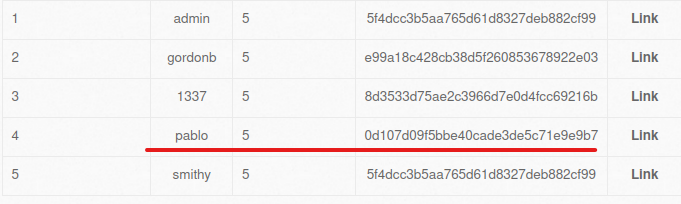 1 admin 5 5f4dcc3b5aa765d61d8327deb882cf99 Link
2 gordonb 5 e99a18c428cb38d5f260853678922e03 Link
3 1337 5 8d3533d75ae2c3966d7e0d4fcc69216b Link
4 pablo 5 0d107d09f5bbe40cade3de5c71e9e9b7 Link
5 smithy 5 5f4dcc3b5aa765d61d8327deb882cf99 Link